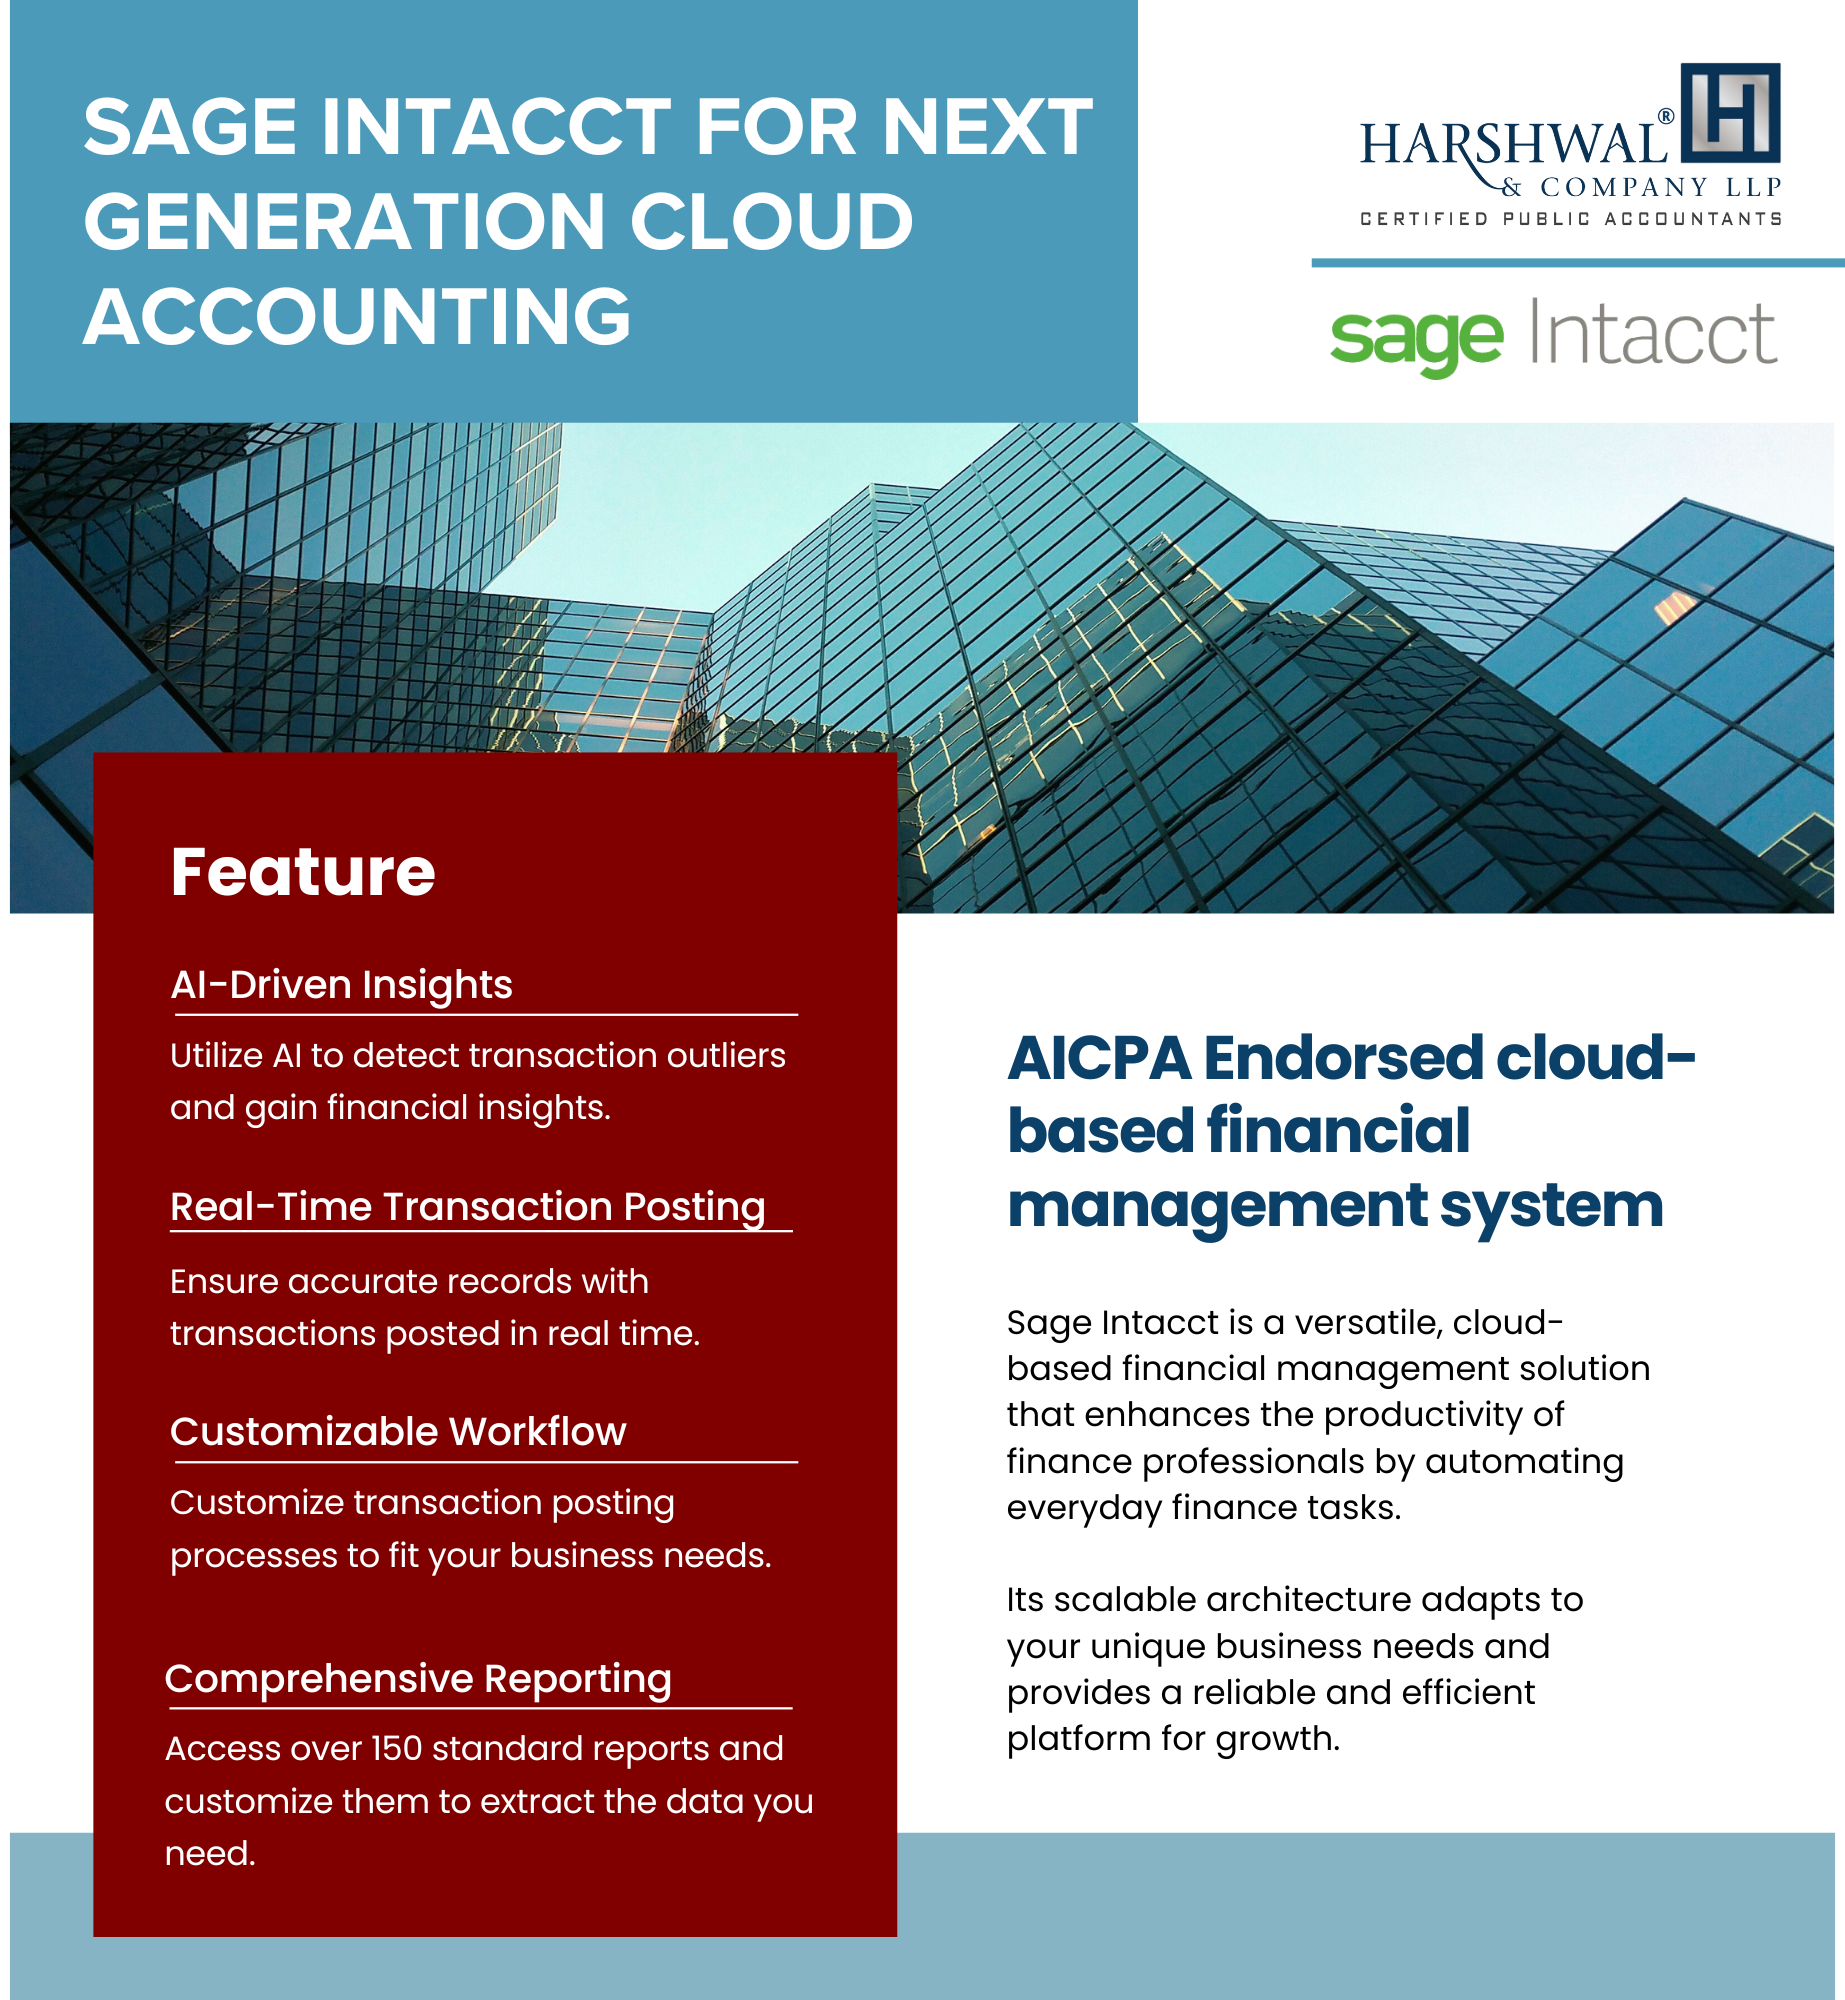 SAGE INTACCT FOR NEXT
GENERATION CLOUD
ACCOUNTING
HARSHWAL®
& COMPANY LLP
CERTIFIED PUBLIC ACCOUNTANTS
sage Intacct
Feature
AI-Driven Insights
Utilize AI to detect transaction outliers
and gain financial insights.
Real-Time Transaction Posting
Ensure accurate records with
transactions posted in real time.
Customizable Workflow
Customize transaction posting
processes to fit your business needs.
Comprehensive Reporting
Access over 150 standard reports and
customize them to extract the data you
need.
AICPA Endorsed cloud-
based financial
management system
Sage Intacct is a versatile, cloud-
based financial management solution
that enhances the productivity of
finance professionals by automating
everyday finance tasks.
Its scalable architecture adapts to
your unique business needs and
provides a reliable and efficient
platform for growth.